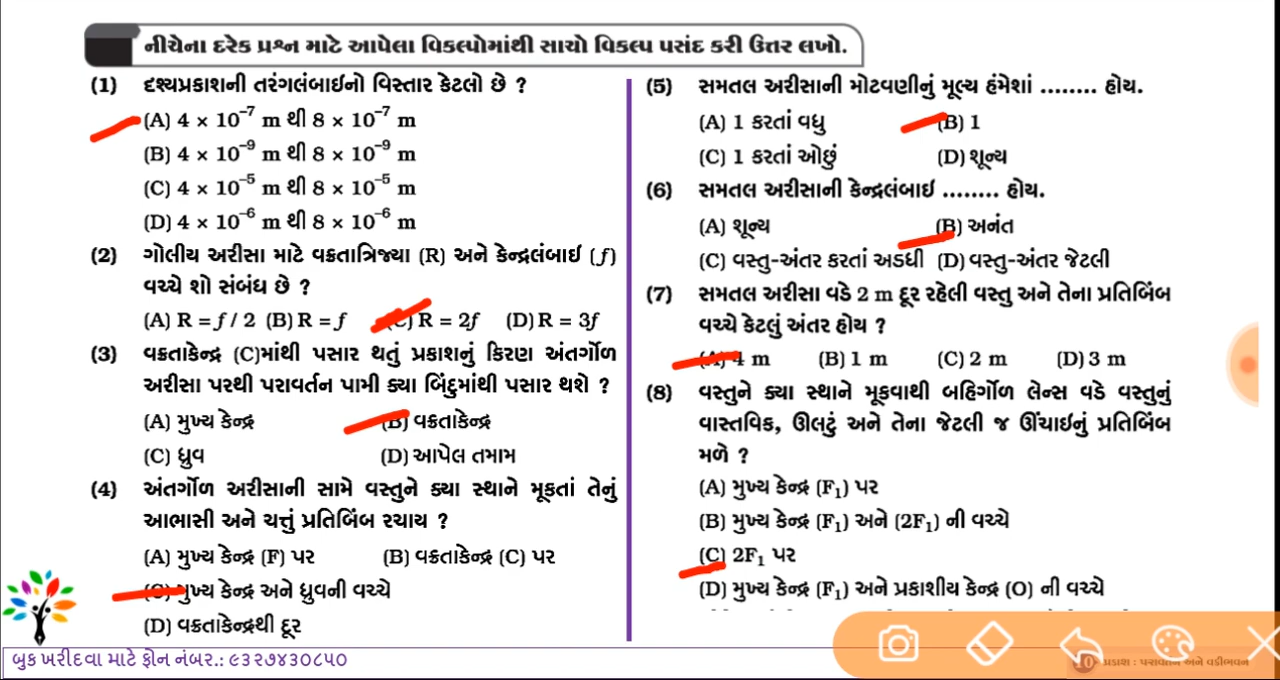 નીચેના દરેક પ્રશ્ન માટે આપેલા વિકલ્પોમાંથી સાચો વિકલ્પ પસંદ કરી ઉત્તર લખો.
(1) દશ્યપ્રકાશની તરંગલંબાઈનો વિસ્તાર કેટલો છે ?
(A) 4 × 10⁻⁷ m થી 8 × 10⁻⁷ m
(B) 4 × 10⁻⁹ m થી 8 × 10⁻⁹ m
(C) 4 × 10⁻⁵ m થી 8 × 10⁻⁵ m
(D) 4 × 10⁻⁶ m થી 8 × 10⁻⁶ m
(2) ગોલીય અરીસા માટે વક્રતાત્રિજ્યા (R) અને કેન્દ્રલંબાઈ (f)
વચ્ચે શો સંબંધ છે ?
(A) R = f / 2 (B) R = f (C) R = 2f (D) R = 3f
(3) વક્રતાકેન્દ્ર (C)માંથી પસાર થતું પ્રકાશનું કિરણ અંતર્ગોળ
અરીસા પરથી પરાવર્તન પામી ક્યા બિંદુમાંથી પસાર થશે ?
(A) મુખ્ય કેન્દ્ર (B) વક્રતાકેન્દ્ર
(C) ધ્રુવ (D) આપેલ તમામ
(4) અંતર્ગોળ અરીસાની સામે વસ્તુને ક્યા સ્થાને મૂકતાં તેનું
આભાસી અને ચત્તું પ્રતિબિંબ રચાય ?
(A) મુખ્ય કેન્દ્ર (F) પર (B) વક્રતાકેન્દ્ર (C) પર
(C) મુખ્ય કેન્દ્ર અને ધ્રુવની વચ્ચે
(D) વક્રતાકેન્દ્રથી દૂર
(5) સમતલ અરીસાની મોટવણીનું મૂલ્ય હંમેશાં ........ હોય.
(A) 1 કરતાં વધુ (B) 1
(C) 1 કરતાં ઓછું (D) શૂન્ય
(6) સમતલ અરીસાની કેન્દ્રલંબાઈ ........ હોય.
(A) શૂન્ય (B) અનંત
(C) વસ્તુ-અંતર કરતાં અડધી (D) વસ્તુ-અંતર જેટલી
(7) સમતલ અરીસા વડે 2 m દૂર રહેલી વસ્તુ અને તેના પ્રતિબિંબ
વચ્ચે કેટલું અંતર હોય ?
(A) 4 m (B) 1 m (C) 2 m (D) 3 m
(8) વસ્તુને ક્યા સ્થાને મૂકવાથી બહિર્ગોળ લેન્સ વડે વસ્તુનું
વાસ્તવિક, ઊલટું અને તેના જેટલી જ ઊંચાઈનું પ્રતિબિંબ
મળે ?
(A) મુખ્ય કેન્દ્ર (F₁) પર
(B) મુખ્ય કેન્દ્ર (F₁) અને (2F₁) ની વચ્ચે
(C) 2F₁ પર
(D) મુખ્ય કેન્દ્ર (F₁) અને પ્રકાશીય કેન્દ્ર (O) ની વચ્ચે
બુક ખરીદવા માટે ફોન નંબર.: ૯૩૨૭૪૩૦૮૫૦
પ્રકાશ : પરાવર્તન અને વક્રીભવન